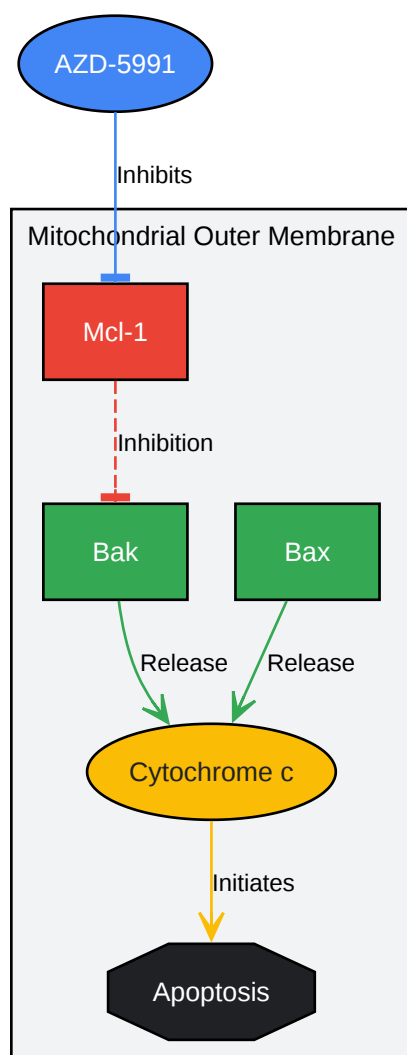 AZD-5991
Inhibits
Mitochondrial Outer Membrane
Mcl-1
Inhibition
Bak
Bax
Release
Release
Cytochrome c
Initiates
Apoptosis